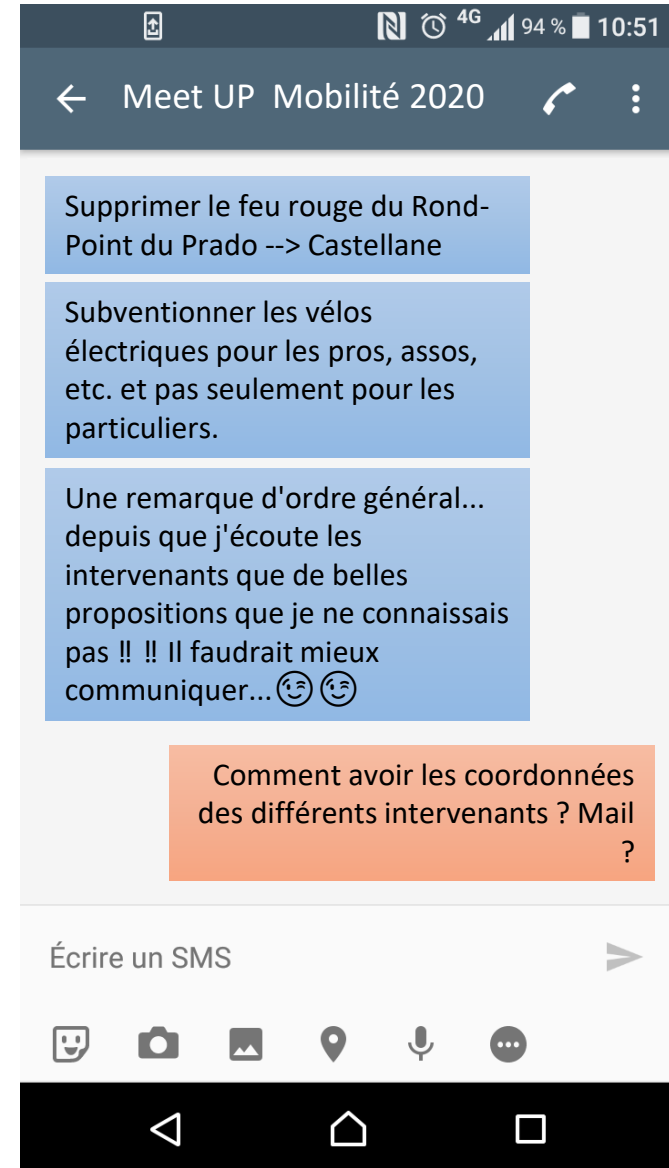 4G 94 % 10:51
Meet UP Mobilité 2020
Supprimer le feu rouge du Rond-
Point du Prado --> Castellane
Subventionner les vélos
électriques pour les pros, assos,
etc. et pas seulement pour les
particuliers.
Une remarque d'ordre général...
depuis que j'écoute les
intervenants que de belles
propositions que je ne connaissais
pas ‼ ‼ Il faudrait mieux
communiquer...😉😉
Comment avoir les coordonnées
des différents intervenants ? Mail
?
Écrire un SMS